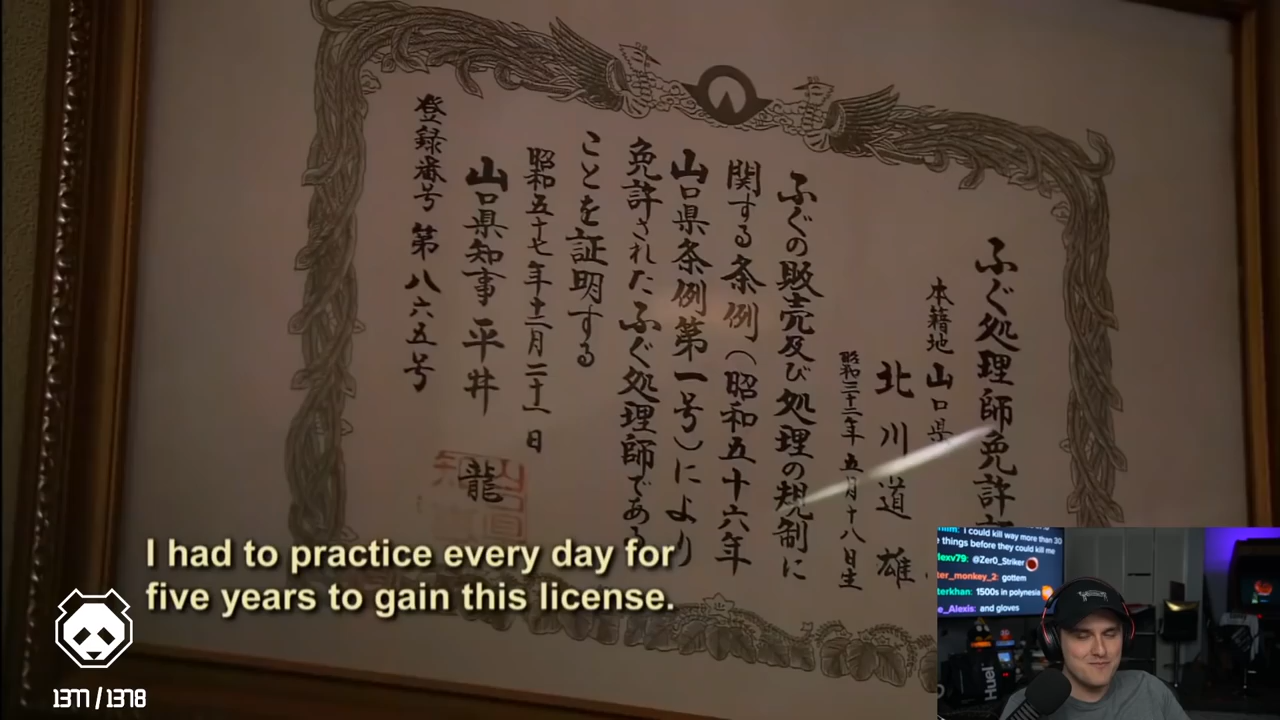 ふぐ処理師免許
本籍地 山口県
北川道雄
昭和三十二年五月十八日生
ふぐの販売及び処理の規制に
関する条例（昭和五十六年
山口県条例第一号）により
免許されたふぐ処理師である
ことを証明する
昭和五十七年十二月二十一日
山口県知事 平井 龍
登録番号 第八六五号
I had to practice every day for
five years to gain this license.
1377 / 1378
I could kill way more than 30
things before they could kill me
lexv79: @Zer0_Striker
ter_monkey_2: gottem
terkhan: 1500s in polynesia
e_Alexis: and gloves
Huel